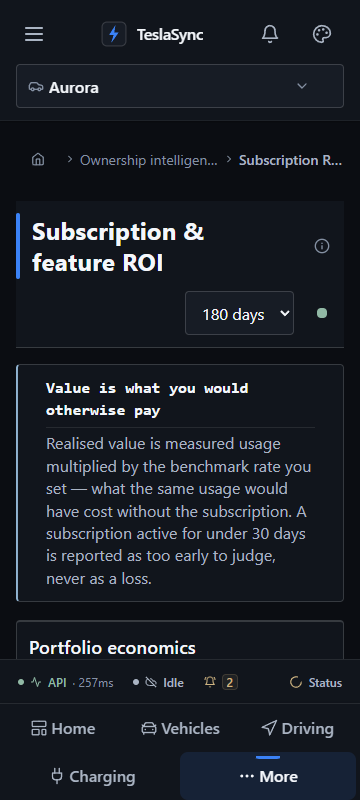 TeslaSync
Aurora
Ownership intelligen... Subscription R...
Subscription &
feature ROI
180 days
Value is what you would
otherwise pay
Realised value is measured usage
multiplied by the benchmark rate you
set — what the same usage would
have cost without the subscription. A
subscription active for under 30 days
is reported as too early to judge,
never as a loss.
Portfolio economics
API · 257ms Idle 2 Status
Home Vehicles Driving
Charging More